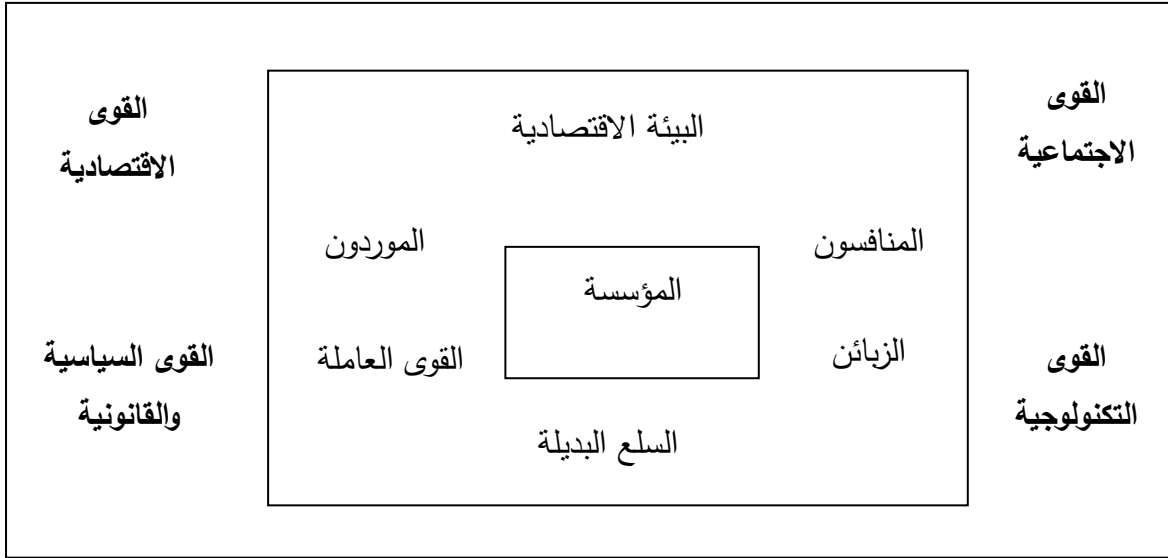 القوى
الاجتماعية
البيئة الاقتصادية
القوى
الاقتصادية
المنافسون
الموردون
المؤسسة
الزبائن
القوى العاملة
القوى
التكنولوجية
القوى السياسية
والقانونية
السلع البديلة